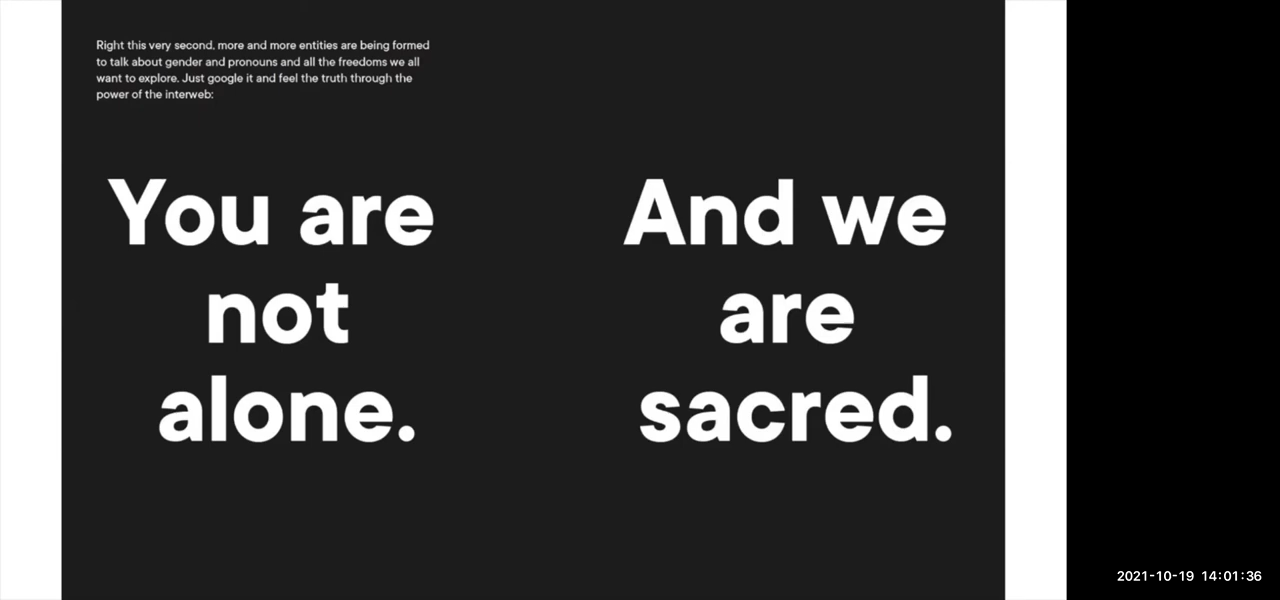 Right this very second, more and more entities are being formed
to talk about gender and pronouns and all the freedoms we all
want to explore. Just google it and feel the truth through the
power of the interweb:
You are
not
alone.
And we
are
sacred.
2021-10-19 14:01:36